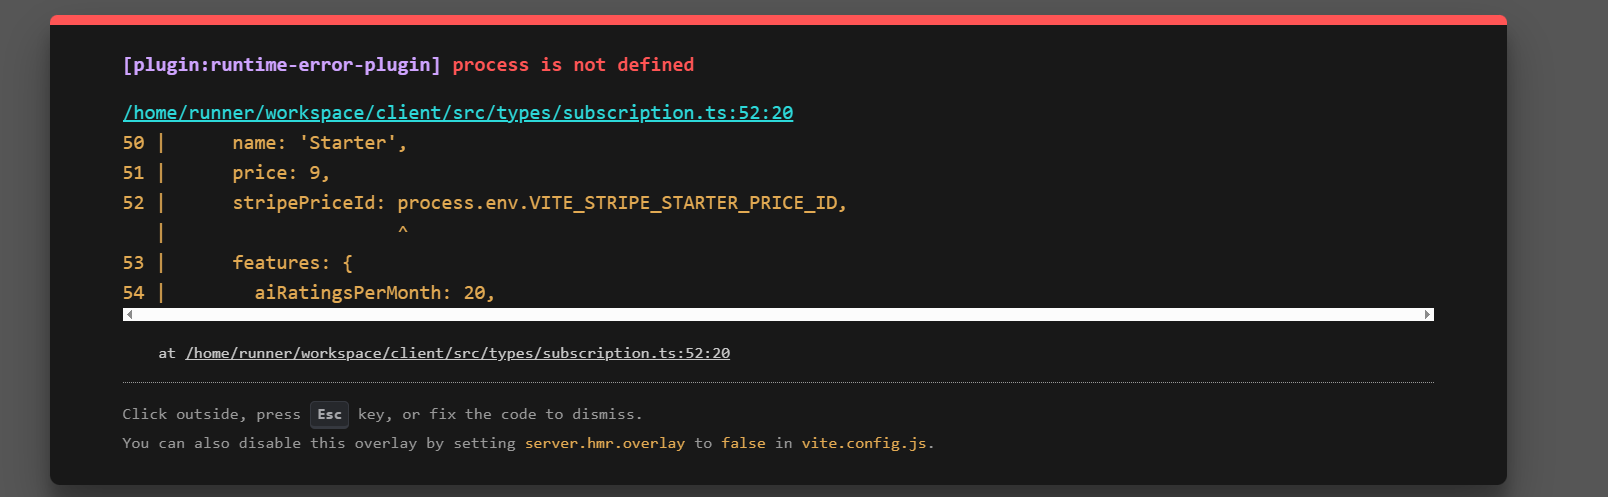 [plugin:runtime-error-plugin] process is not defined
/home/runner/workspace/client/src/types/subscription.ts:52:20
50 |      name: 'Starter',
51 |      price: 9,
52 |      stripePriceId: process.env.VITE_STRIPE_STARTER_PRICE_ID,
   |                     ^
53 |      features: {
54 |        aiRatingsPerMonth: 20,
at /home/runner/workspace/client/src/types/subscription.ts:52:20
Click outside, press Esc key, or fix the code to dismiss.
You can also disable this overlay by setting server.hmr.overlay to false in vite.config.js.